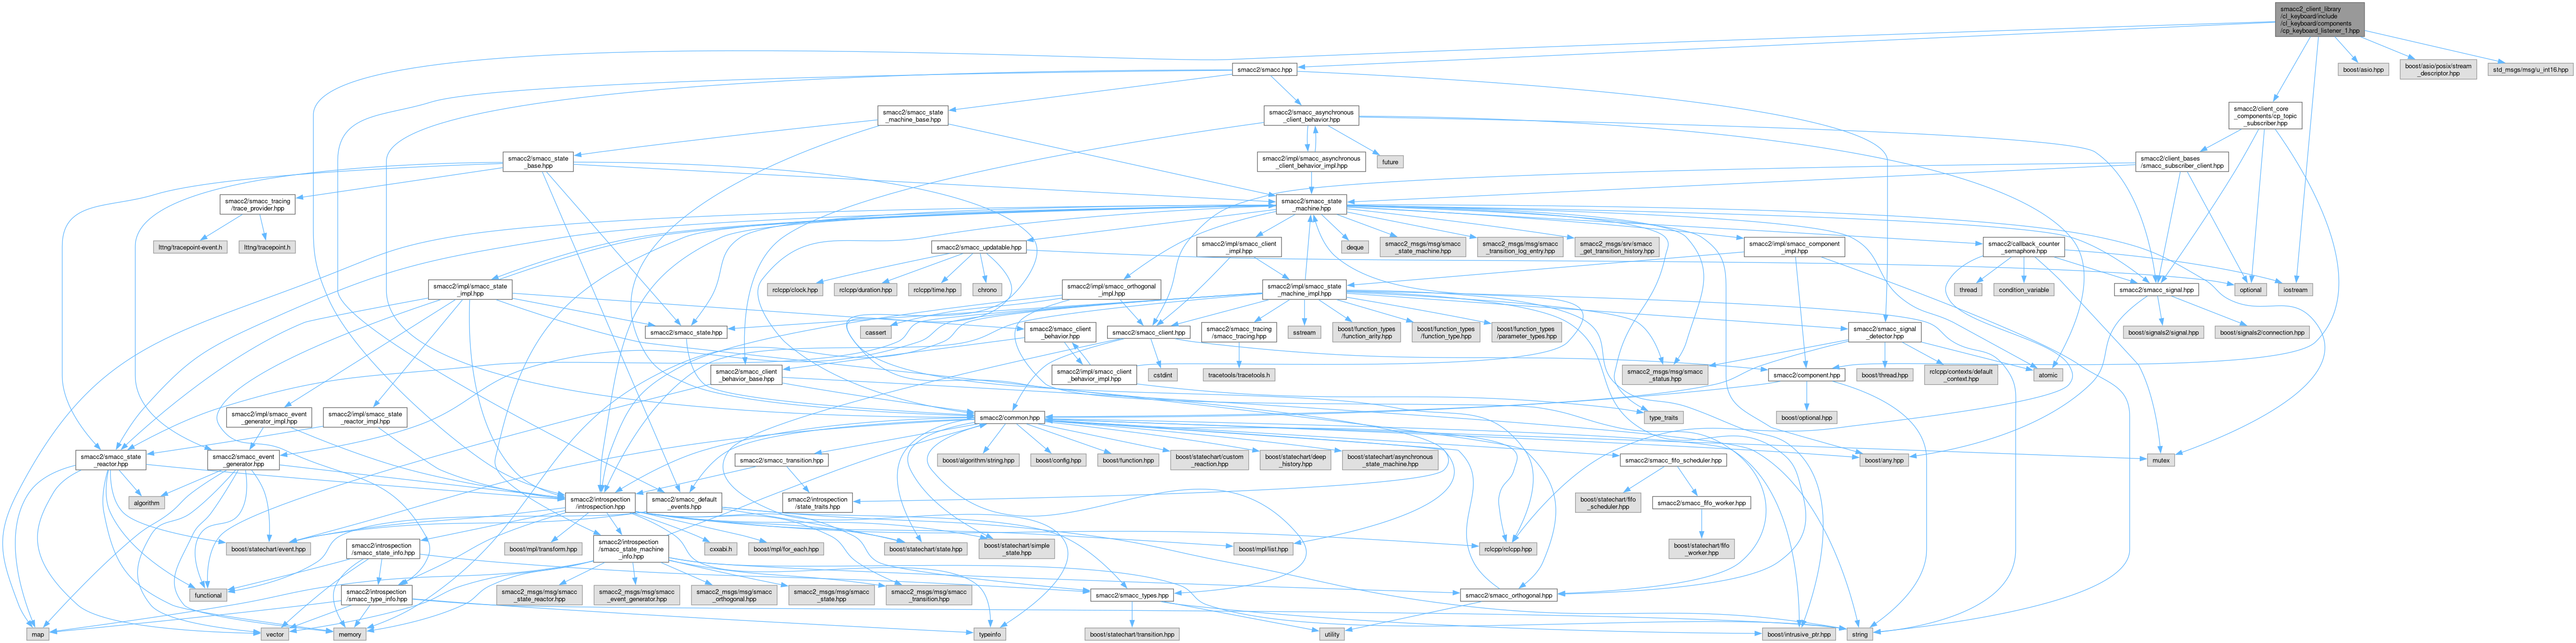 smacc2_client_library
/cl_keyboard/include
/cl_keyboard/components
/cp_keyboard_listener_1.hpp
smacc2/smacc.hpp
boost/asio.hpp
boost/asio/posix/stream
_descriptor.hpp
std_msgs/msg/u_int16.hpp
smacc2/smacc_state
_machine_base.hpp
smacc2/smacc_asynchronous
_client_behavior.hpp
smacc2/client_core
_components/cp_topic
_subscriber.hpp
smacc2/smacc_state
_base.hpp
smacc2/impl/smacc_asynchronous
_client_behavior_impl.hpp
future
smacc2/client_bases
/smacc_subscriber_client.hpp
smacc2/smacc_tracing
/trace_provider.hpp
smacc2/smacc_state
_machine.hpp
lttng/tracepoint-event.h
lttng/tracepoint.h
smacc2/smacc_updatable.hpp
smacc2/impl/smacc_client
_impl.hpp
deque
smacc2_msgs/msg/smacc
_state_machine.hpp
smacc2_msgs/msg/smacc
_transition_log_entry.hpp
smacc2_msgs/srv/smacc
_get_transition_history.hpp
smacc2/impl/smacc_component
_impl.hpp
smacc2/callback_counter
_semaphore.hpp
smacc2/impl/smacc_state
_impl.hpp
rclcpp/clock.hpp
rclcpp/duration.hpp
rclcpp/time.hpp
chrono
smacc2/impl/smacc_orthogonal
_impl.hpp
smacc2/impl/smacc_state
_machine_impl.hpp
thread
condition_variable
smacc2/smacc_signal.hpp
optional
iostream
smacc2/smacc_state.hpp
smacc2/smacc_client
_behavior.hpp
cassert
smacc2/smacc_client.hpp
smacc2/smacc_tracing
/smacc_tracing.hpp
sstream
boost/function_types
/function_arity.hpp
boost/function_types
/function_type.hpp
boost/function_types
/parameter_types.hpp
smacc2/smacc_signal
_detector.hpp
boost/signals2/signal.hpp
boost/signals2/connection.hpp
smacc2/smacc_client
_behavior_base.hpp
smacc2/impl/smacc_client
_behavior_impl.hpp
cstdint
tracetools/tracetools.h
smacc2_msgs/msg/smacc
_status.hpp
smacc2/component.hpp
boost/thread.hpp
rclcpp/contexts/default
_context.hpp
atomic
smacc2/impl/smacc_event
_generator_impl.hpp
smacc2/impl/smacc_state
_reactor_impl.hpp
smacc2/common.hpp
type_traits
boost/optional.hpp
smacc2/smacc_state
_reactor.hpp
smacc2/smacc_event
_generator.hpp
smacc2/smacc_transition.hpp
boost/algorithm/string.hpp
boost/config.hpp
boost/function.hpp
boost/statechart/custom
_reaction.hpp
boost/statechart/deep
_history.hpp
boost/statechart/asynchronous
_state_machine.hpp
smacc2/smacc_fifo_scheduler.hpp
boost/any.hpp
mutex
algorithm
smacc2/introspection
/introspection.hpp
smacc2/smacc_default
_events.hpp
smacc2/introspection
/state_traits.hpp
boost/statechart/fifo
_scheduler.hpp
smacc2/smacc_fifo_worker.hpp
boost/statechart/event.hpp
smacc2/introspection
/smacc_state_info.hpp
boost/mpl/transform.hpp
smacc2/introspection
/smacc_state_machine
_info.hpp
cxxabi.h
boost/mpl/for_each.hpp
boost/statechart/state.hpp
boost/statechart/simple
_state.hpp
boost/mpl/list.hpp
rclcpp/rclcpp.hpp
boost/statechart/fifo
_worker.hpp
functional
smacc2/introspection
/smacc_type_info.hpp
smacc2_msgs/msg/smacc
_state_reactor.hpp
smacc2_msgs/msg/smacc
_event_generator.hpp
smacc2_msgs/msg/smacc
_orthogonal.hpp
smacc2_msgs/msg/smacc
_state.hpp
smacc2_msgs/msg/smacc
_transition.hpp
smacc2/smacc_types.hpp
smacc2/smacc_orthogonal.hpp
map
vector
memory
typeinfo
boost/statechart/transition.hpp
utility
boost/intrusive_ptr.hpp
string